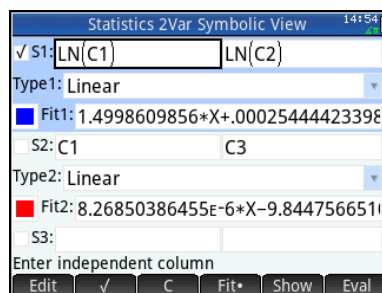 Statistics 2Var Symbolic View 14:54
√ S1: LN(C1) LN(C2)
Type1: Linear
Fit1: 1.4998609856*X+.00025444423398
S2: C1 C3
Type2: Linear
Fit2: 8.26850386455E-6*X-9.8447566510
S3:
Enter independent column
Edit √ C Fit• Show Eval